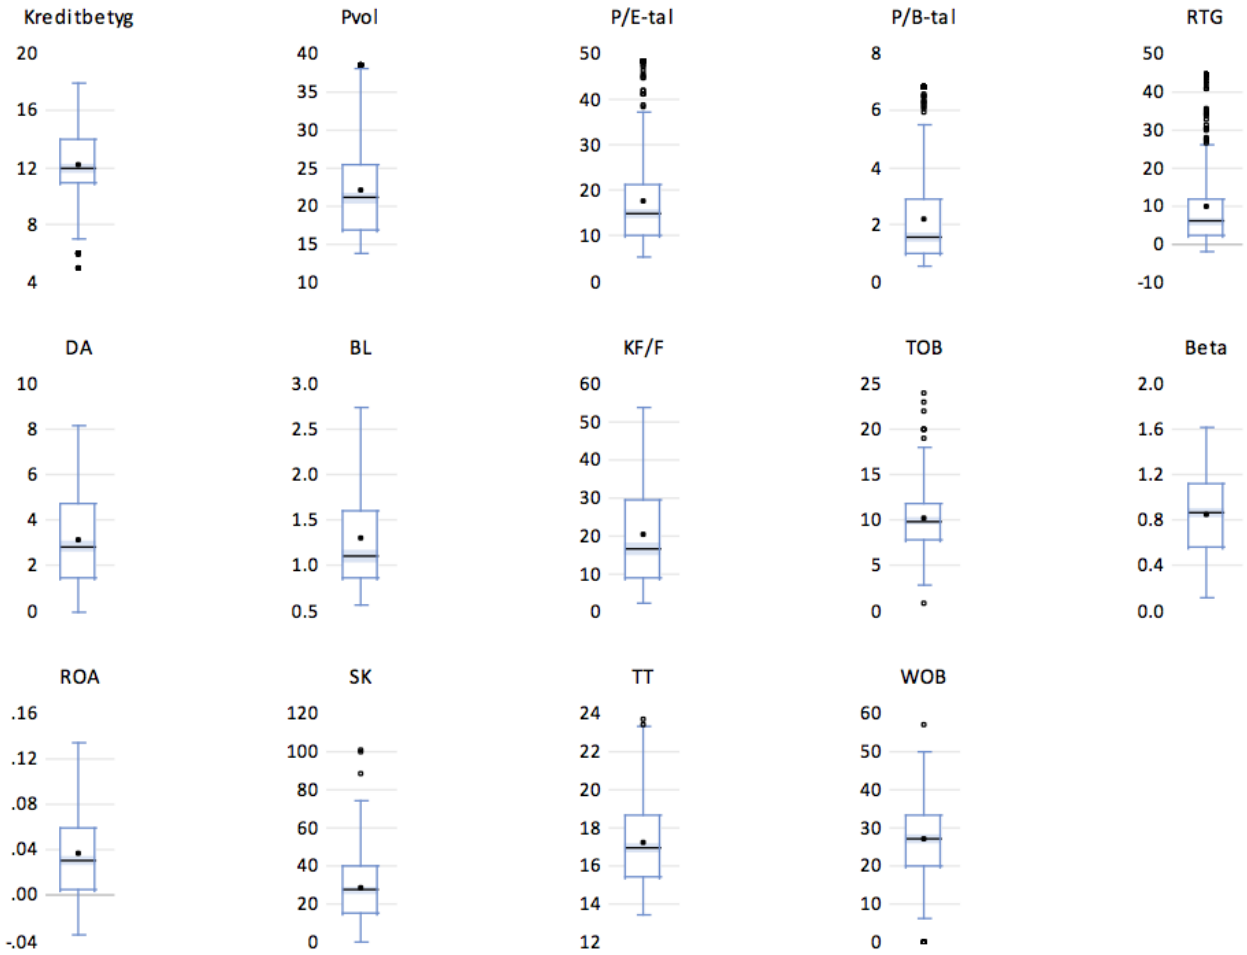 Kreditbetyg Pvol P/E-tal P/B-tal RTG
20 40 50 8 50
16 35 40 6 40
12 30 30 4 30
8 25 20 2 20
4 20 10 0 10
15 0 0
10 -10
DA BL KF/F TOB Beta
10 3.0 60 25 2.0
8 2.5 50 20 1.6
6 2.0 40 15 1.2
4 1.5 30 10 0.8
2 1.0 20 5 0.4
0 0.5 10 0 0.0
0
ROA SK TT WOB
.16 120 24 60
.12 100 22 50
.08 80 20 40
.04 60 18 30
.00 40 16 20
-.04 20 14 10
0 12 0